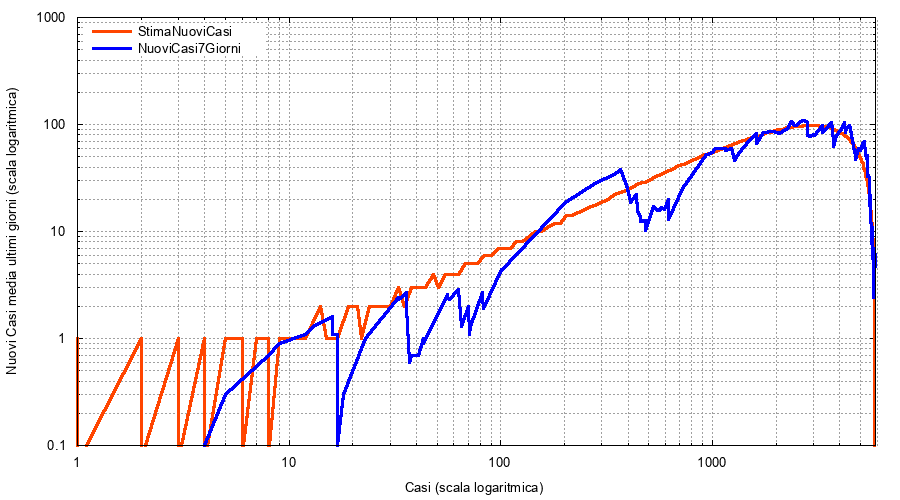 1000
StimaNuoviCasi
NuoviCasi7Giorni
100
10
1
0.1
Nuovi Casi media ultimi giorni (scala logaritmica)
1 10 100 1000
Casi (scala logaritmica)